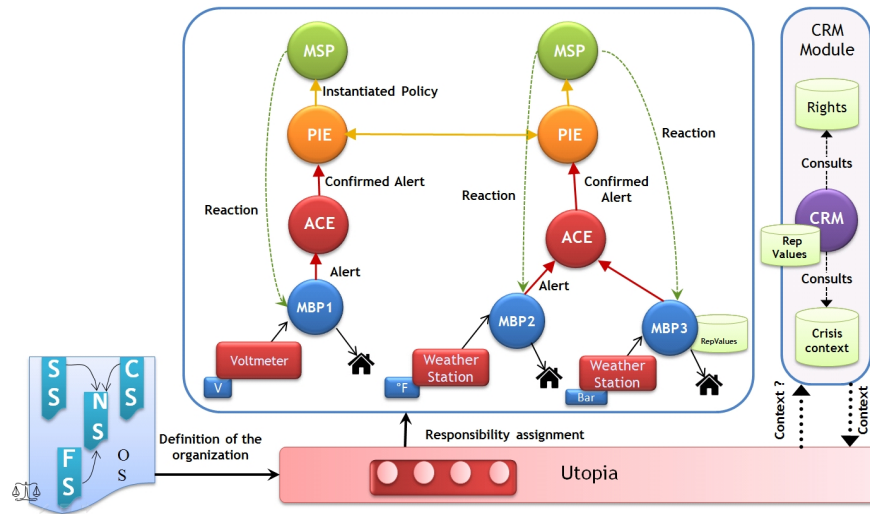 MSP
MSP
CRM
Module
Instantiated Policy
Rights
PIE
PIE
Reaction
Consults
Confirmed Alert
Confirmed
Alert
Reaction
Reaction
CRM
ACE
ACE
Rep
Values
Alert
Consults
Alert
MBP1
MBP2
MBP3
RepValues
Crisis
context
Voltmeter
V
Weather
Station
°F
Weather
Station
Bar
S
S
C
S
N
S
F
S
O
S
Context ?
Context
Definition of the
organization
Responsibility assignment
Utopia